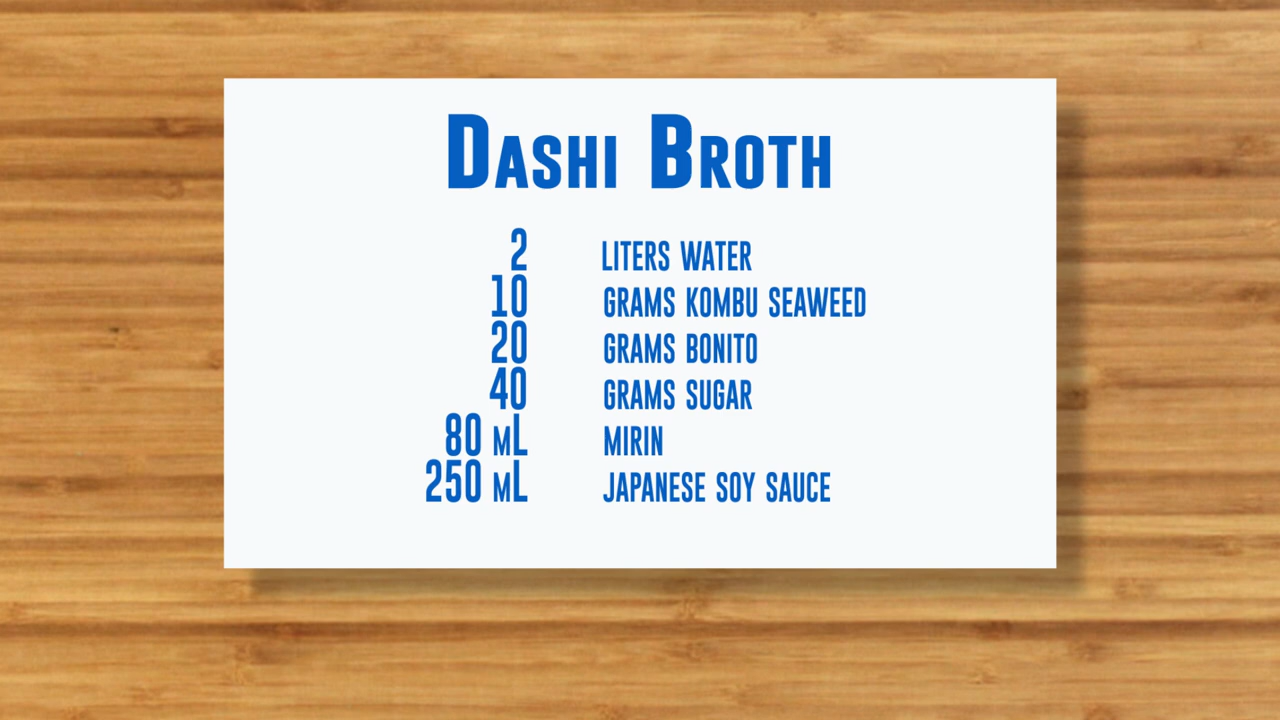 Dashi Broth
2 liters water
10 grams kombu seaweed
20 grams bonito
40 grams sugar
80 mL mirin
250 mL Japanese soy sauce